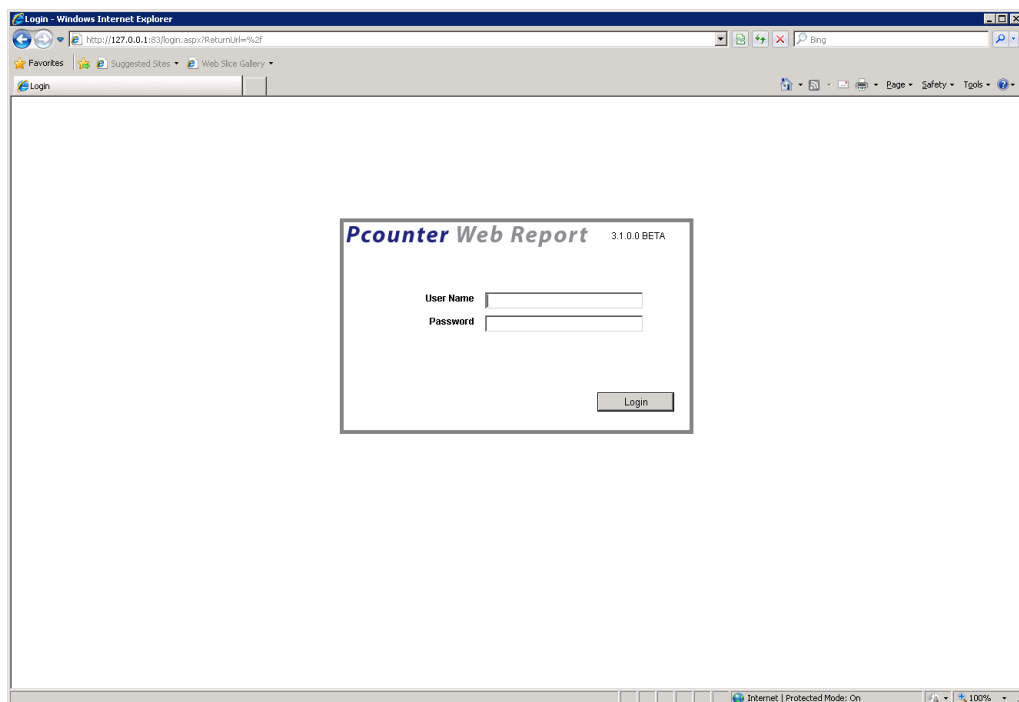 Login - Windows Internet Explorer
http://127.0.0.1:83/login.aspx?ReturnUrl=%2f
Bing
Favorites Suggested Sites Web Slice Gallery
Login
Page Safety Tools
Pcounter Web Report 3.1.0.0 BETA
User Name
Password
Login
Internet | Protected Mode: On
100%